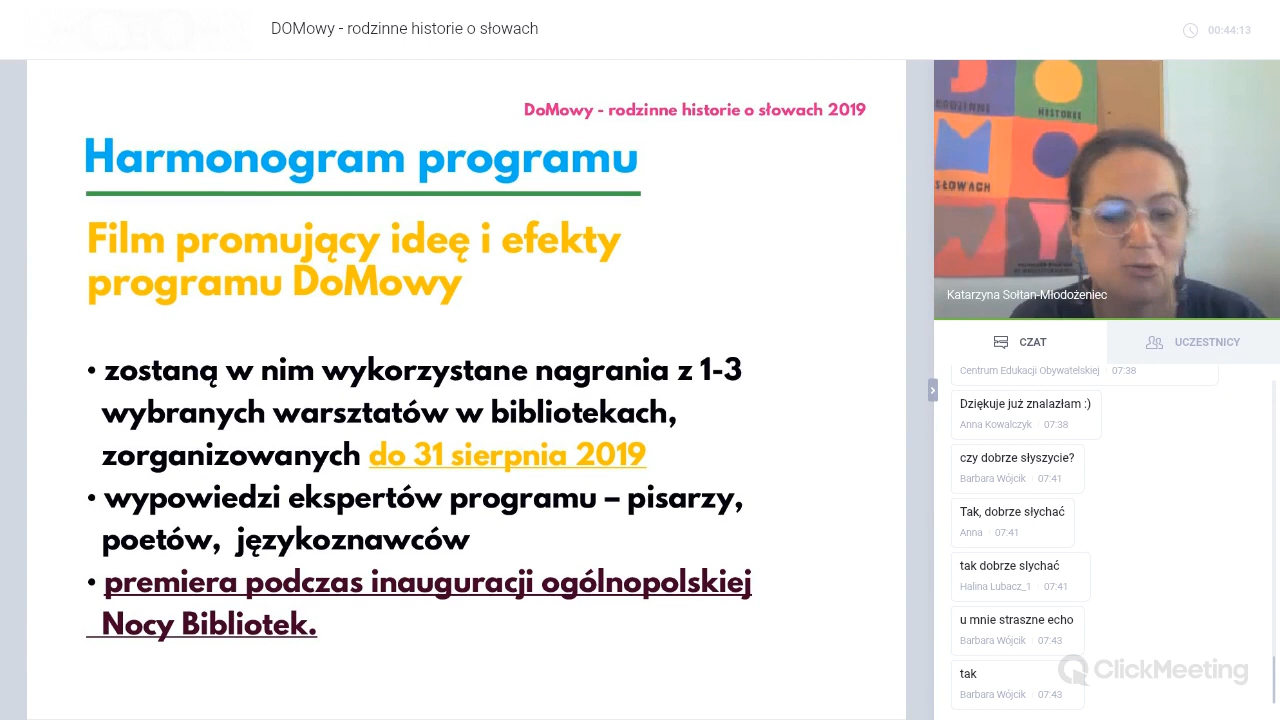 DOMowy - rodzinne historie o słowach
00:44:13
DoMowy - rodzinne historie o słowach 2019
Harmonogram programu
Film promujący ideę i efekty
programu DoMowy
• zostaną w nim wykorzystane nagrania z 1-3
wybranych warsztatów w bibliotekach,
zorganizowanych do 31 sierpnia 2019
• wypowiedzi ekspertów programu – pisarzy,
poetów, językoznawców
• premiera podczas inauguracji ogólnopolskiej
Nocy Bibliotek.
RODZINNE
HISTORIE
SŁOWACH
Katarzyna Sołtan-Młodożeniec
CZAT
UCZESTNICY
Centrum Edukacji Obywatelskiej 07:38
Dziękuje już znalazłam :)
Anna Kowalczyk 07:38
czy dobrze słyszycie?
Barbara Wójcik 07:41
Tak, dobrze słychać
Anna 07:41
tak dobrze slychać
Halina Lubacz_1 07:41
u mnie straszne echo
Barbara Wójcik 07:43
tak
Barbara Wójcik 07:43
ClickMeeting